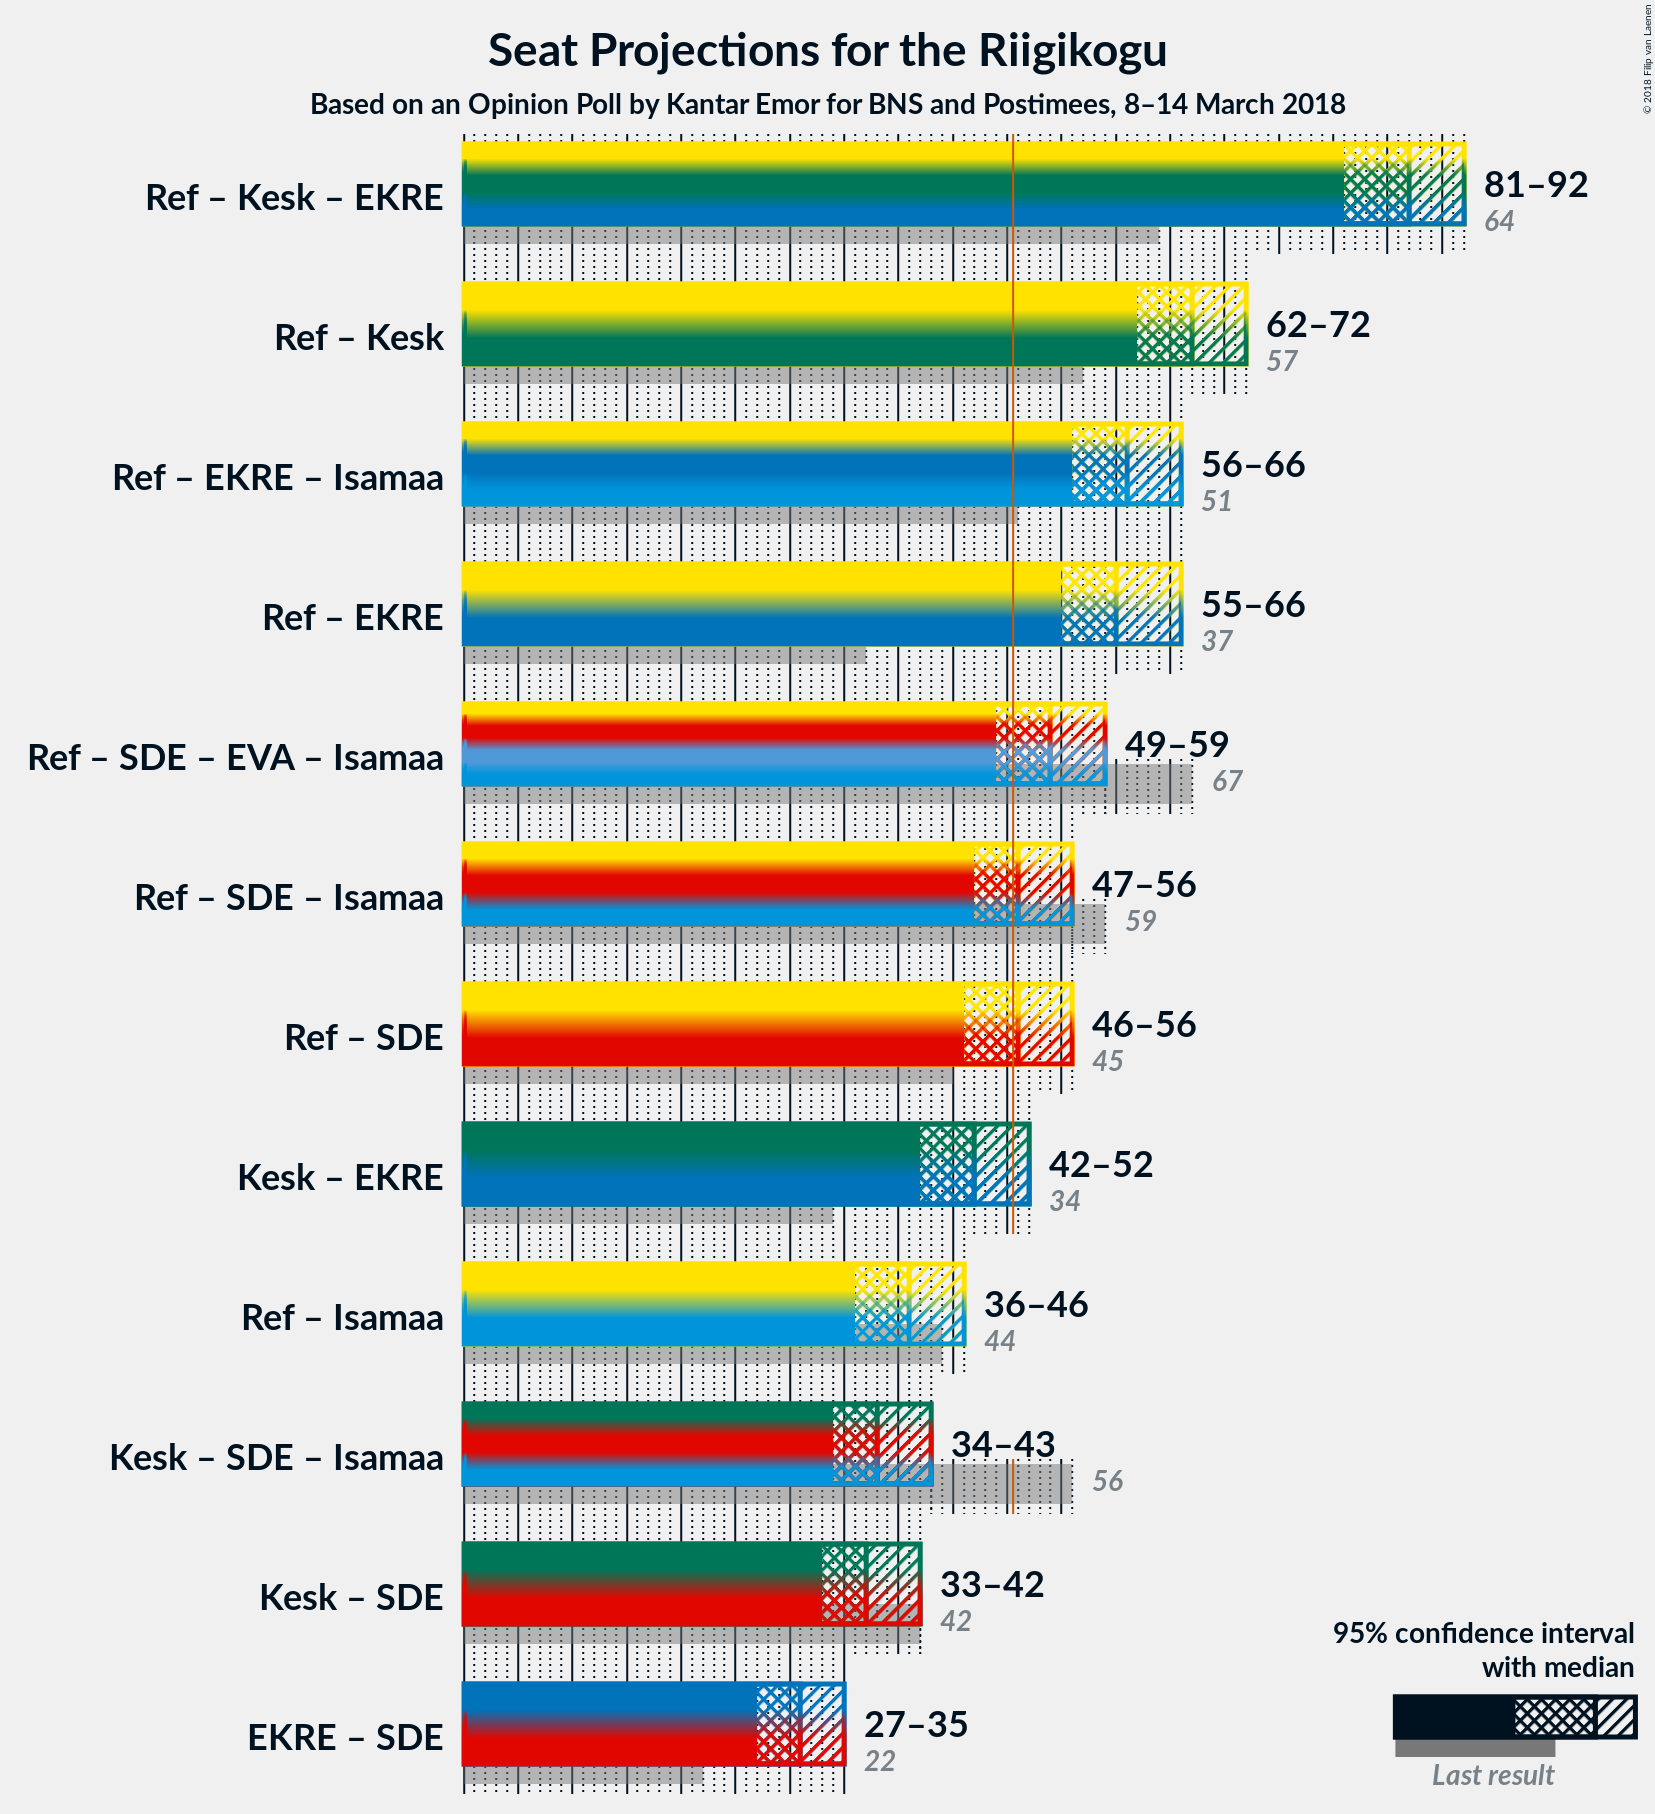 Seat Projections for the Riigikogu
Based on an Opinion Poll by Kantar Emor for BNS and Postimees, 8–14 March 2018
© 2018 Filip van Laenen
Ref – Kesk – EKRE
81–92
64
Ref – Kesk
62–72
57
Ref – EKRE – Isamaa
56–66
51
Ref – EKRE
55–66
37
Ref – SDE – EVA – Isamaa
49–59
67
Ref – SDE – Isamaa
47–56
59
Ref – SDE
46–56
45
Kesk – EKRE
42–52
34
Ref – Isamaa
36–46
44
Kesk – SDE – Isamaa
34–43
56
Kesk – SDE
33–42
42
EKRE – SDE
27–35
22
95% confidence interval
with median
Last result